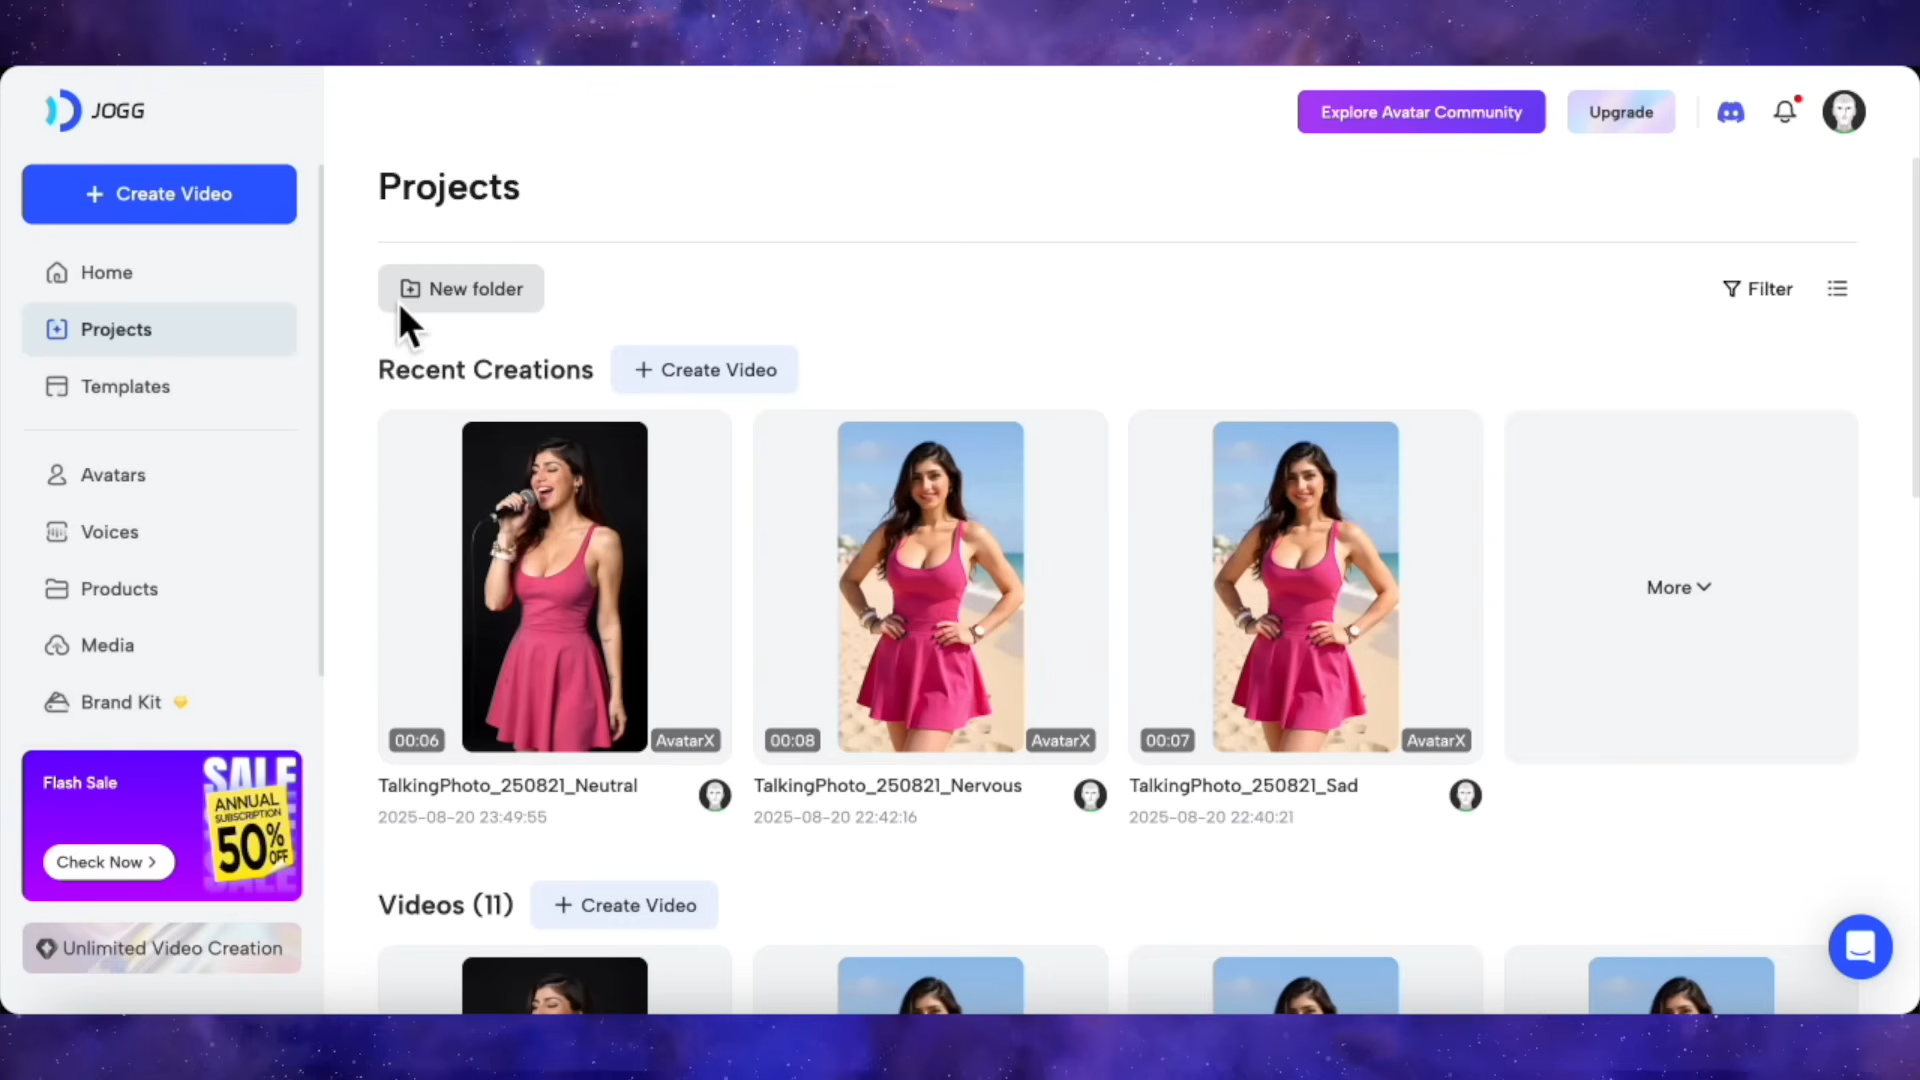 JOGG
Explore Avatar Community
Upgrade
Create Video
Home
Projects
Templates
Avatars
Voices
Products
Media
Brand Kit
Flash Sale
Check Now >
SALE
ANNUAL
SUBSCRIPTION
50% OFF
SALE
Unlimited Video Creation
Projects
New folder
Filter
Recent Creations
+ Create Video
00:06
AvatarX
00:08
AvatarX
00:07
AvatarX
More
TalkingPhoto_250821_Neutral
2025-08-20 23:49:55
TalkingPhoto_250821_Nervous
2025-08-20 22:42:16
TalkingPhoto_250821_Sad
2025-08-20 22:40:21
Videos (11)
+ Create Video